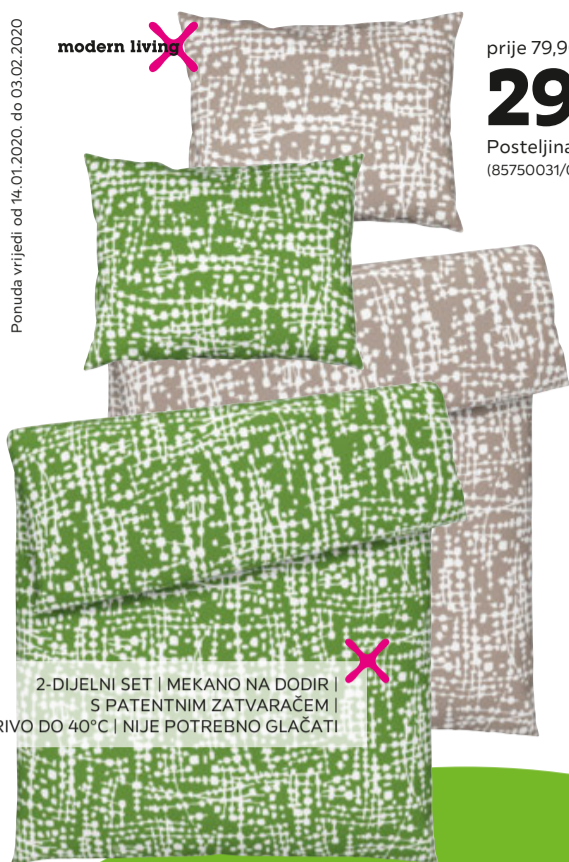 Ponuda vrijedi od 14.01.2020. do 03.02.2020
modern living
prije 79,9
29
Posteljina
(85750031/
2-DIJELNI SET | MEKANO NA DODIR |
S PATENTNIM ZATVARAČEM |
RIVO DO 40°C | NIJE POTREBNO GLAČATI